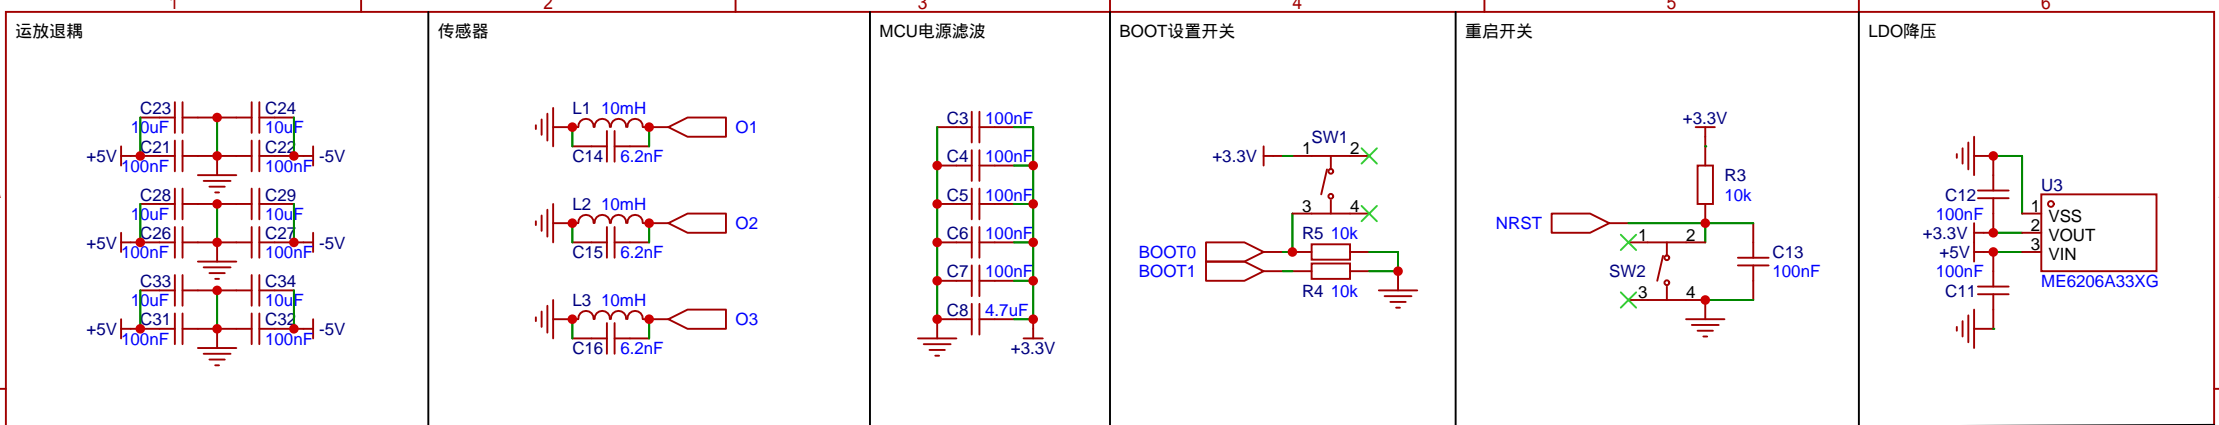 1
2
3
4
5
6
运放退耦
C23
C24
10uF
10uF
C21
C22
+5V
-5V
100nF
100nF
C28
C29
10uF
10uF
C26
C27
+5V
-5V
100nF
100nF
C33
C34
10uF
10uF
C31
C32
+5V
-5V
100nF
100nF
传感器
L1 10mH
O1
C14 6.2nF
L2 10mH
O2
C15 6.2nF
L3 10mH
O3
C16 6.2nF
MCU电源滤波
C3 100nF
C4 100nF
C5 100nF
C6 100nF
C7 100nF
C8 4.7uF
+3.3V
BOOT设置开关
SW1
+3.3V
1
2
3
4
R5 10k
BOOT0
BOOT1
R4 10k
重启开关
+3.3V
R3
10k
NRST
1
2
C13
SW2
100nF
3
4
LDO降压
U3
C12
100nF
1
VSS
+3.3V
2
VOUT
+5V
3
VIN
100nF
C11
ME6206A33XG